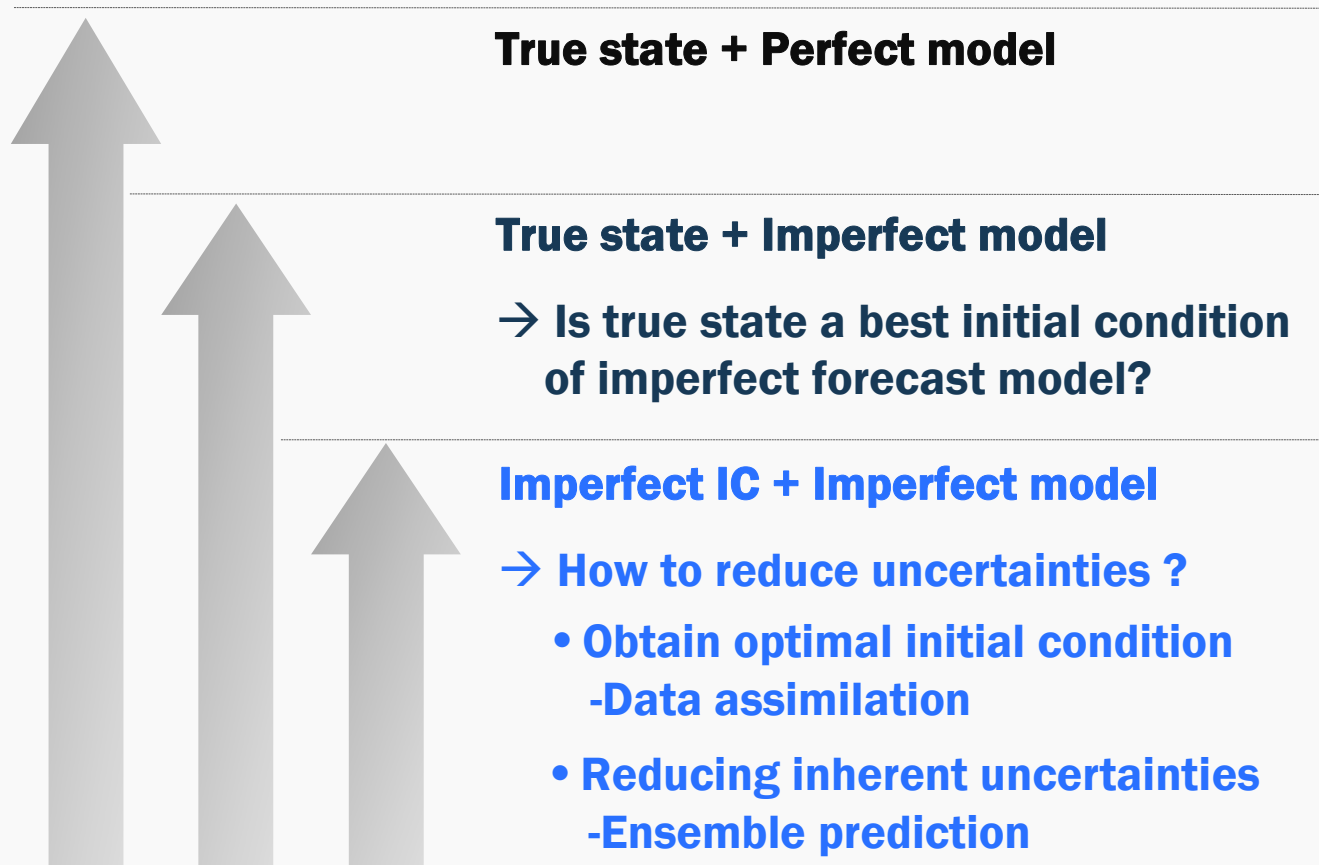 True state + Perfect model
True state + Imperfect model
→ Is true state a best initial condition
of imperfect forecast model?
Imperfect IC + Imperfect model
→ How to reduce uncertainties ?
• Obtain optimal initial condition
-Data assimilation
• Reducing inherent uncertainties
-Ensemble prediction